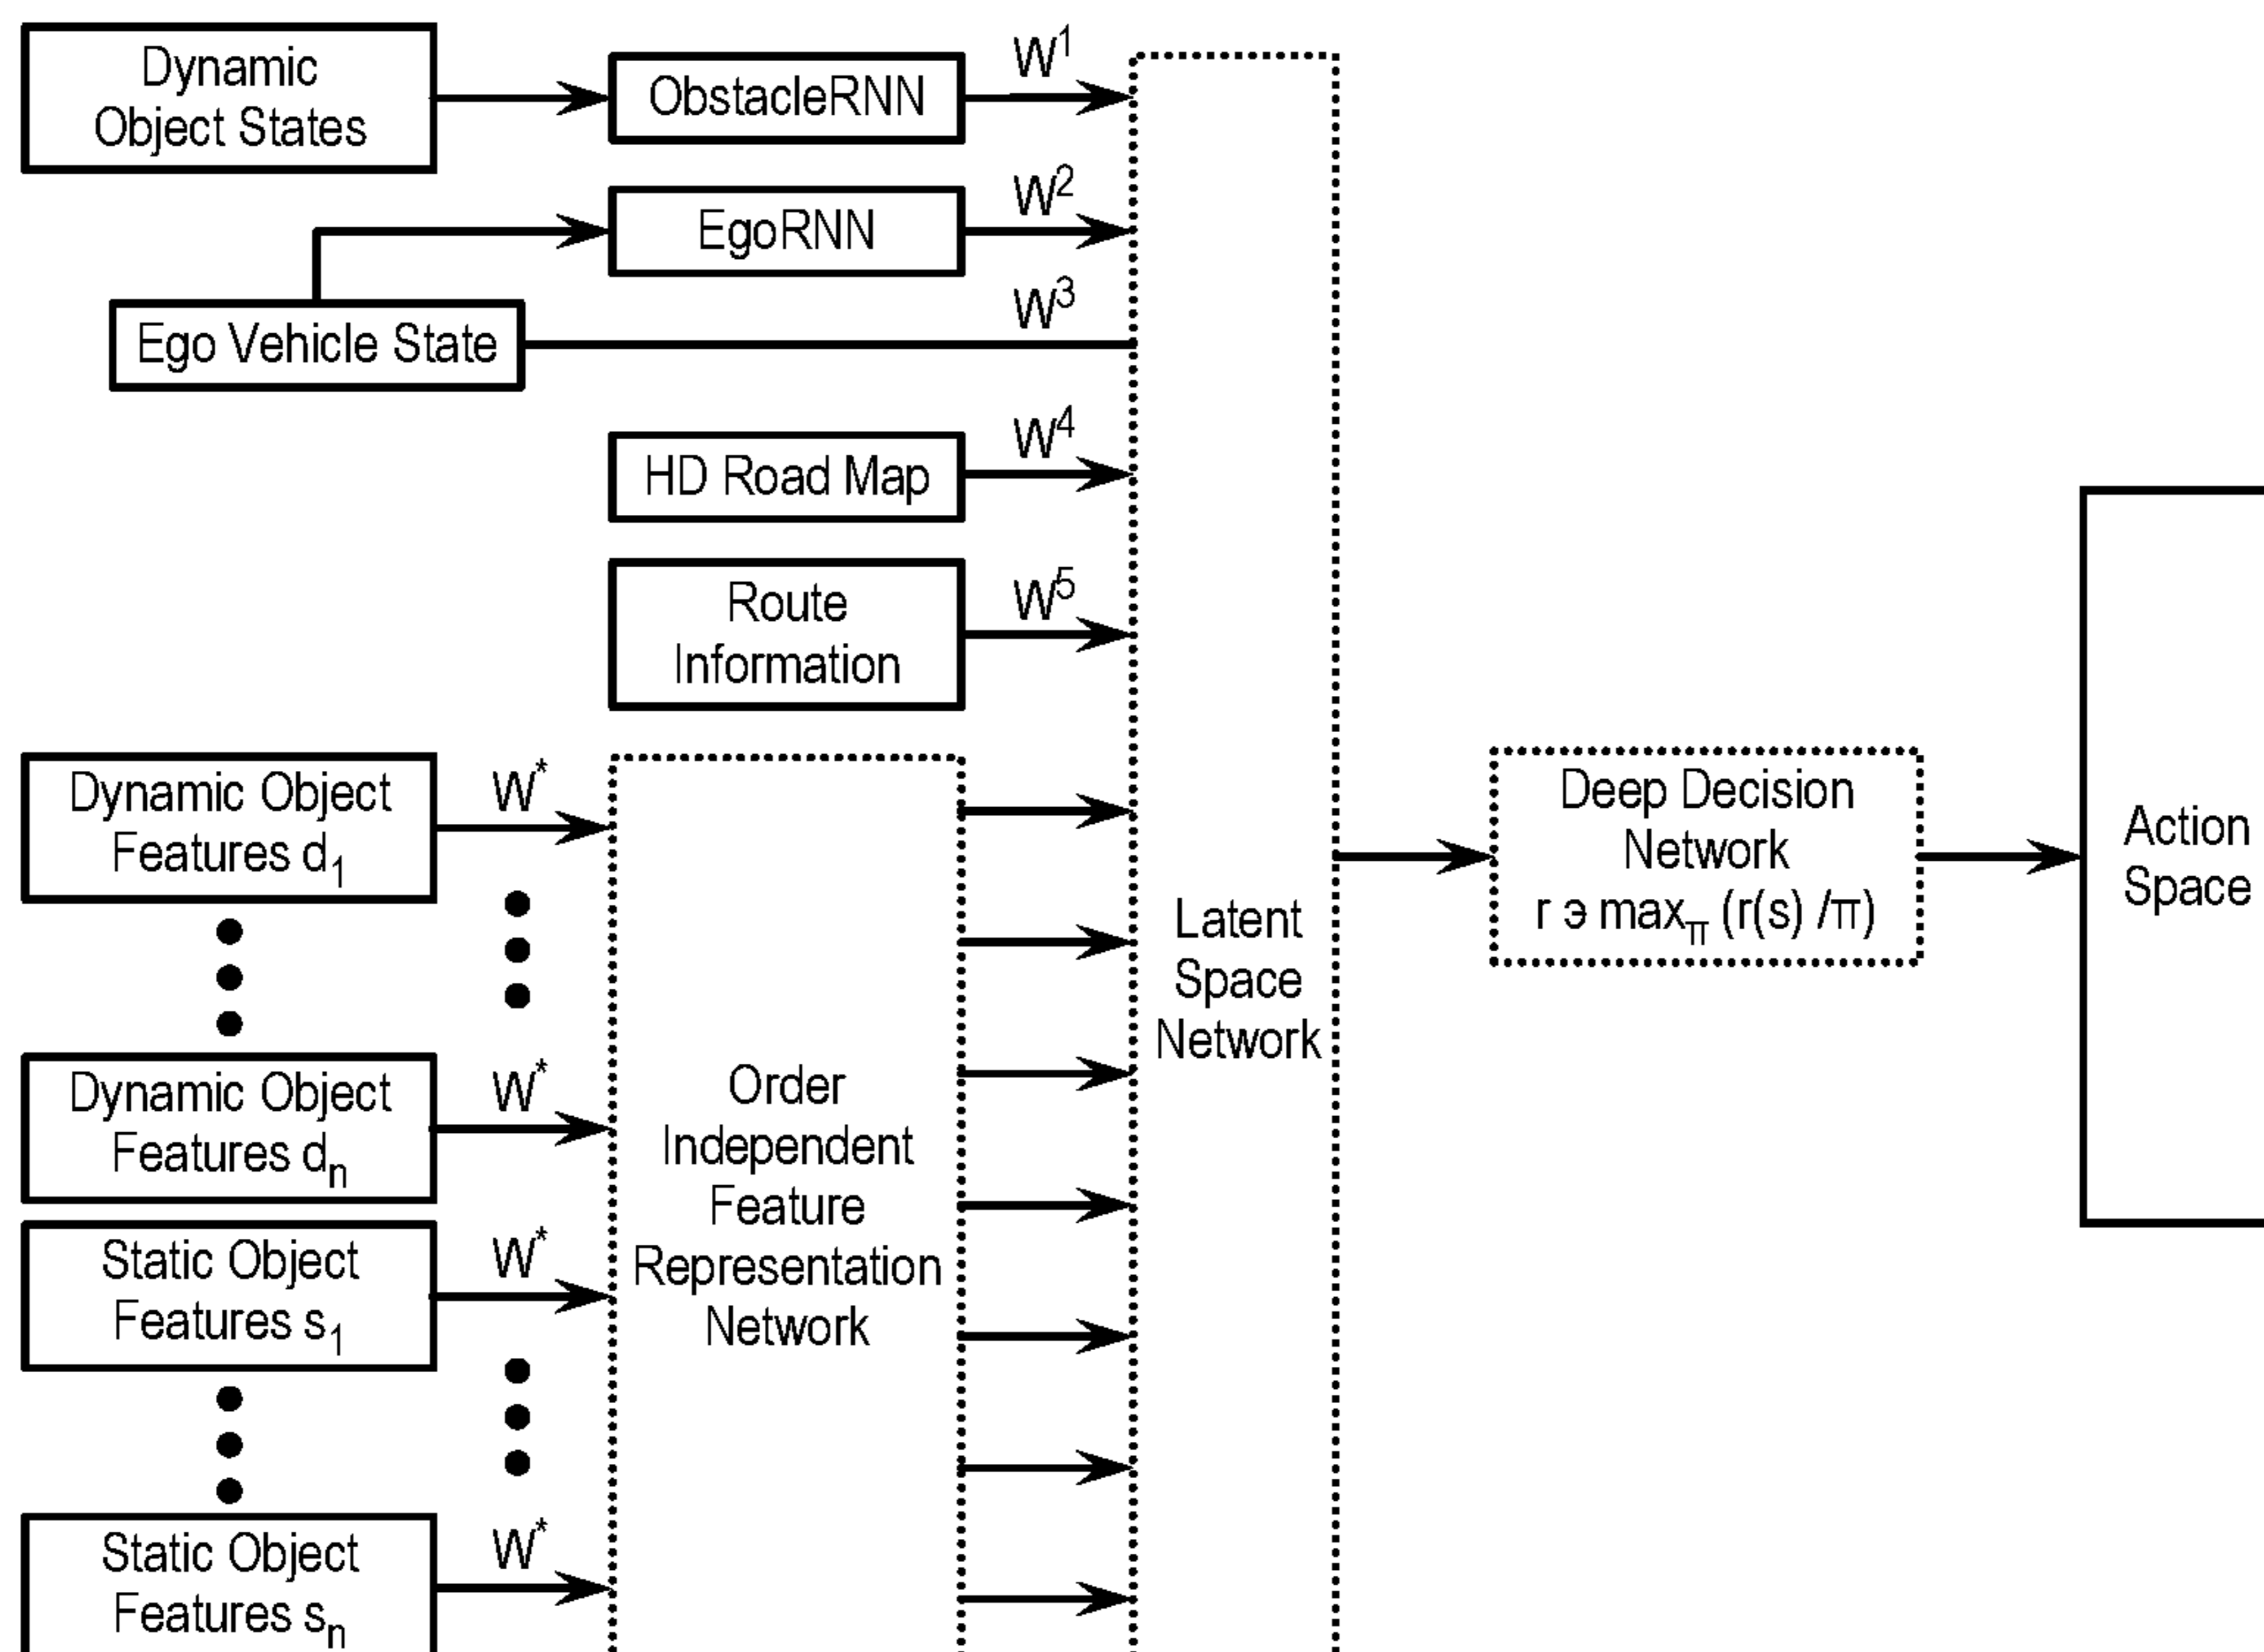 Dynamic
Object States
ObstacleRNN
W¹
EgoRNN
W²
Ego Vehicle State
W³
HD Road Map
W⁴
Route
Information
W⁵
Dynamic Object
Features d₁
W*
Dynamic Object
Features dₙ
W*
Static Object
Features s₁
W*
Static Object
Features sₙ
W*
Order
Independent
Feature
Representation
Network
Latent
Space
Network
Deep Decision
Network
r э max_π (r(s) /π)
Action
Space